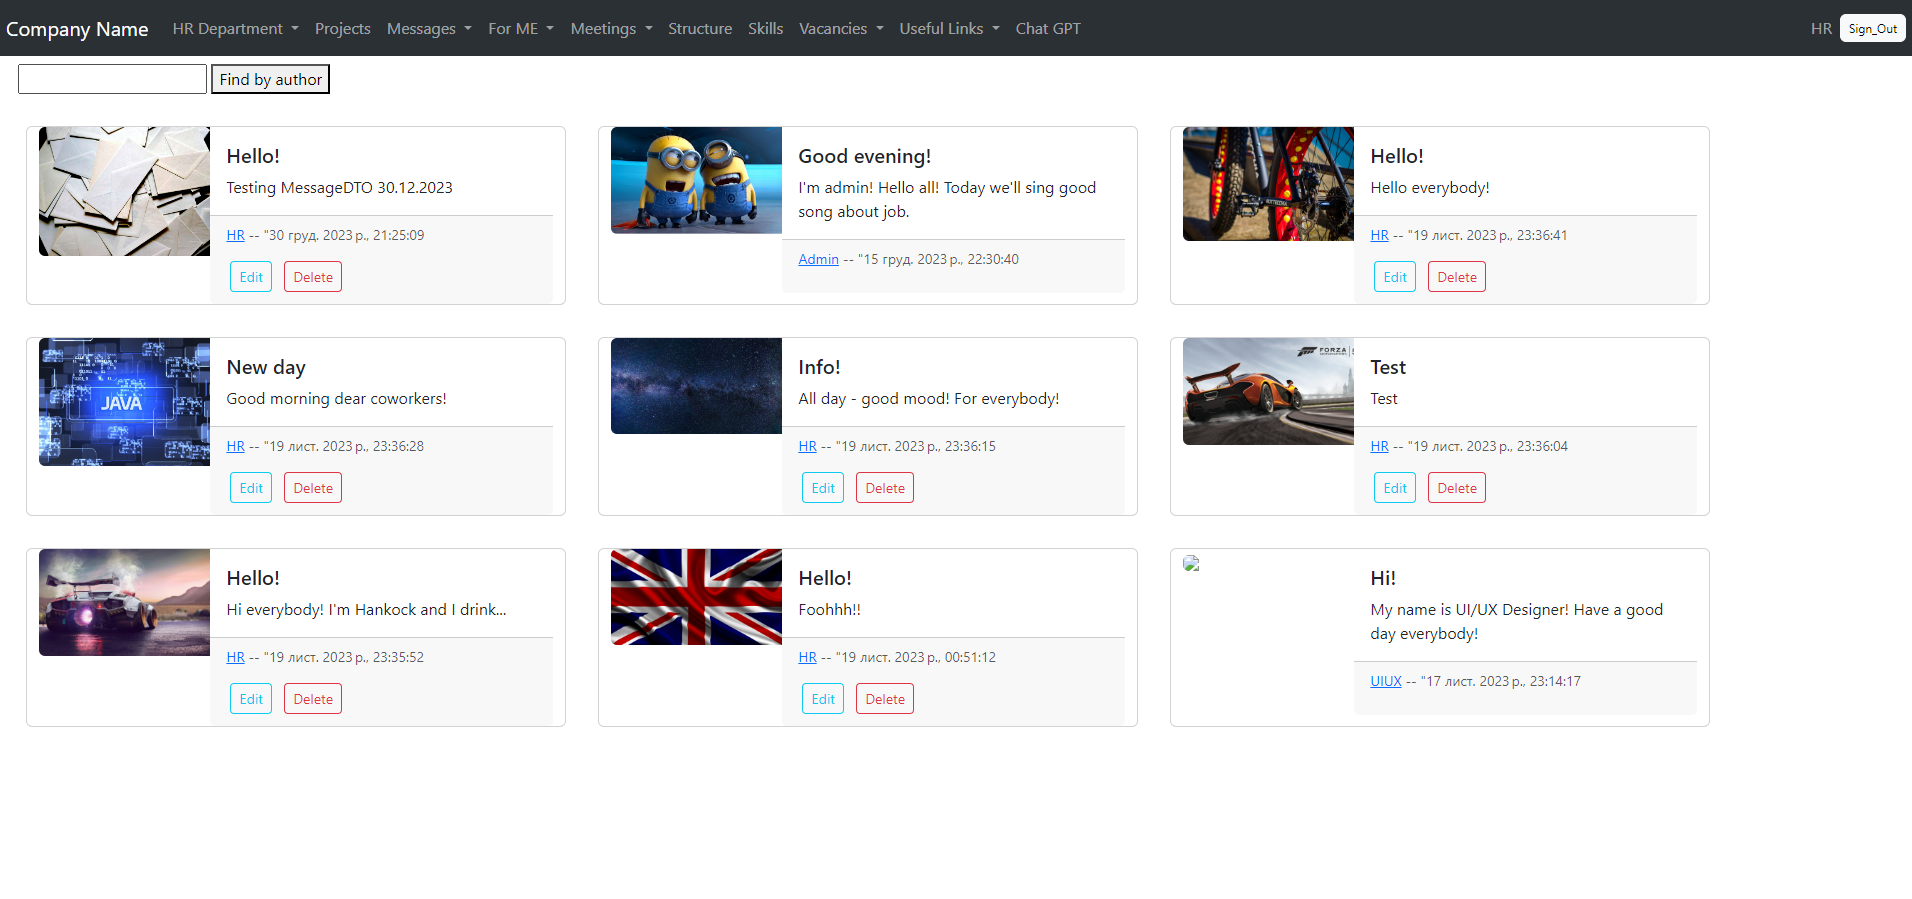 Company Name HR Department Projects Messages For ME Meetings Structure Skills Vacancies Useful Links Chat GPT HR Sign_Out
Find by author
Hello!
Testing MessageDTO 30.12.2023
HR -- "30 груд. 2023 р., 21:25:09
Edit Delete
Good evening!
I'm admin! Hello all! Today we'll sing good
song about job.
Admin -- "15 груд. 2023 р., 22:30:40
Hello!
Hello everybody!
HR -- "19 лист. 2023 р., 23:36:41
Edit Delete
JAVA
New day
Good morning dear coworkers!
HR -- "19 лист. 2023 р., 23:36:28
Edit Delete
Info!
All day - good mood! For everybody!
HR -- "19 лист. 2023 р., 23:36:15
Edit Delete
FORZA
Test
Test
HR -- "19 лист. 2023 р., 23:36:04
Edit Delete
Hello!
Hi everybody! I'm Hankock and I drink...
HR -- "19 лист. 2023 р., 23:35:52
Edit Delete
Hello!
Foohhh!!
HR -- "19 лист. 2023 р., 00:51:12
Edit Delete
Hi!
My name is UI/UX Designer! Have a good
day everybody!
UIUX -- "17 лист. 2023 р., 23:14:17